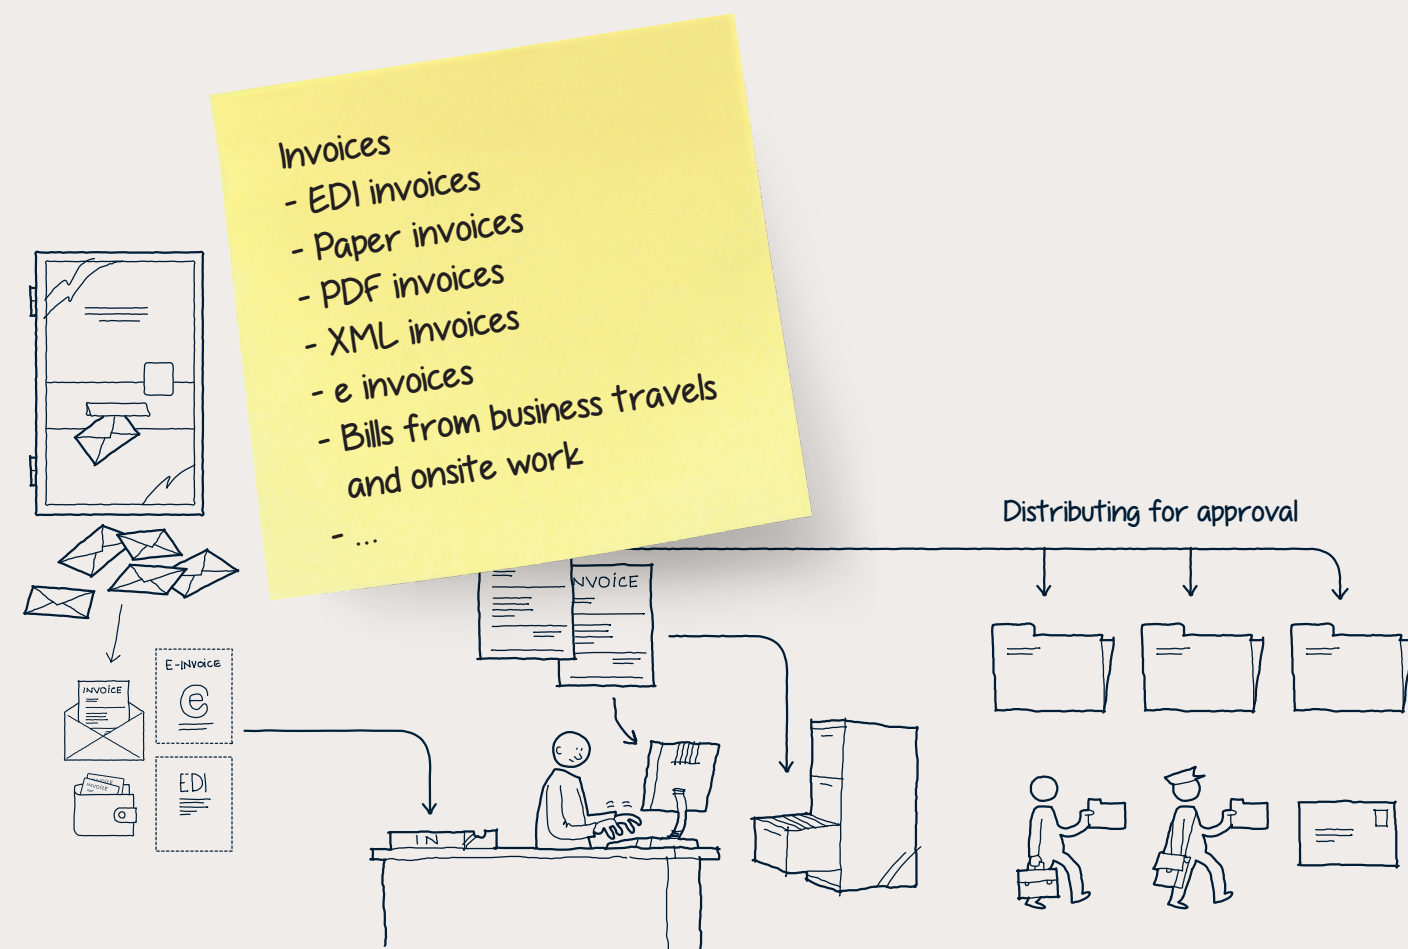 Invoices
- EDI invoices
- Paper invoices
- PDF invoices
- XML invoices
- e invoices
- Bills from business travels
and onsite work
- ...
Distributing for approval
NVOICE
E-INVOICE
INVOICE
EDI
INVOICE
IN